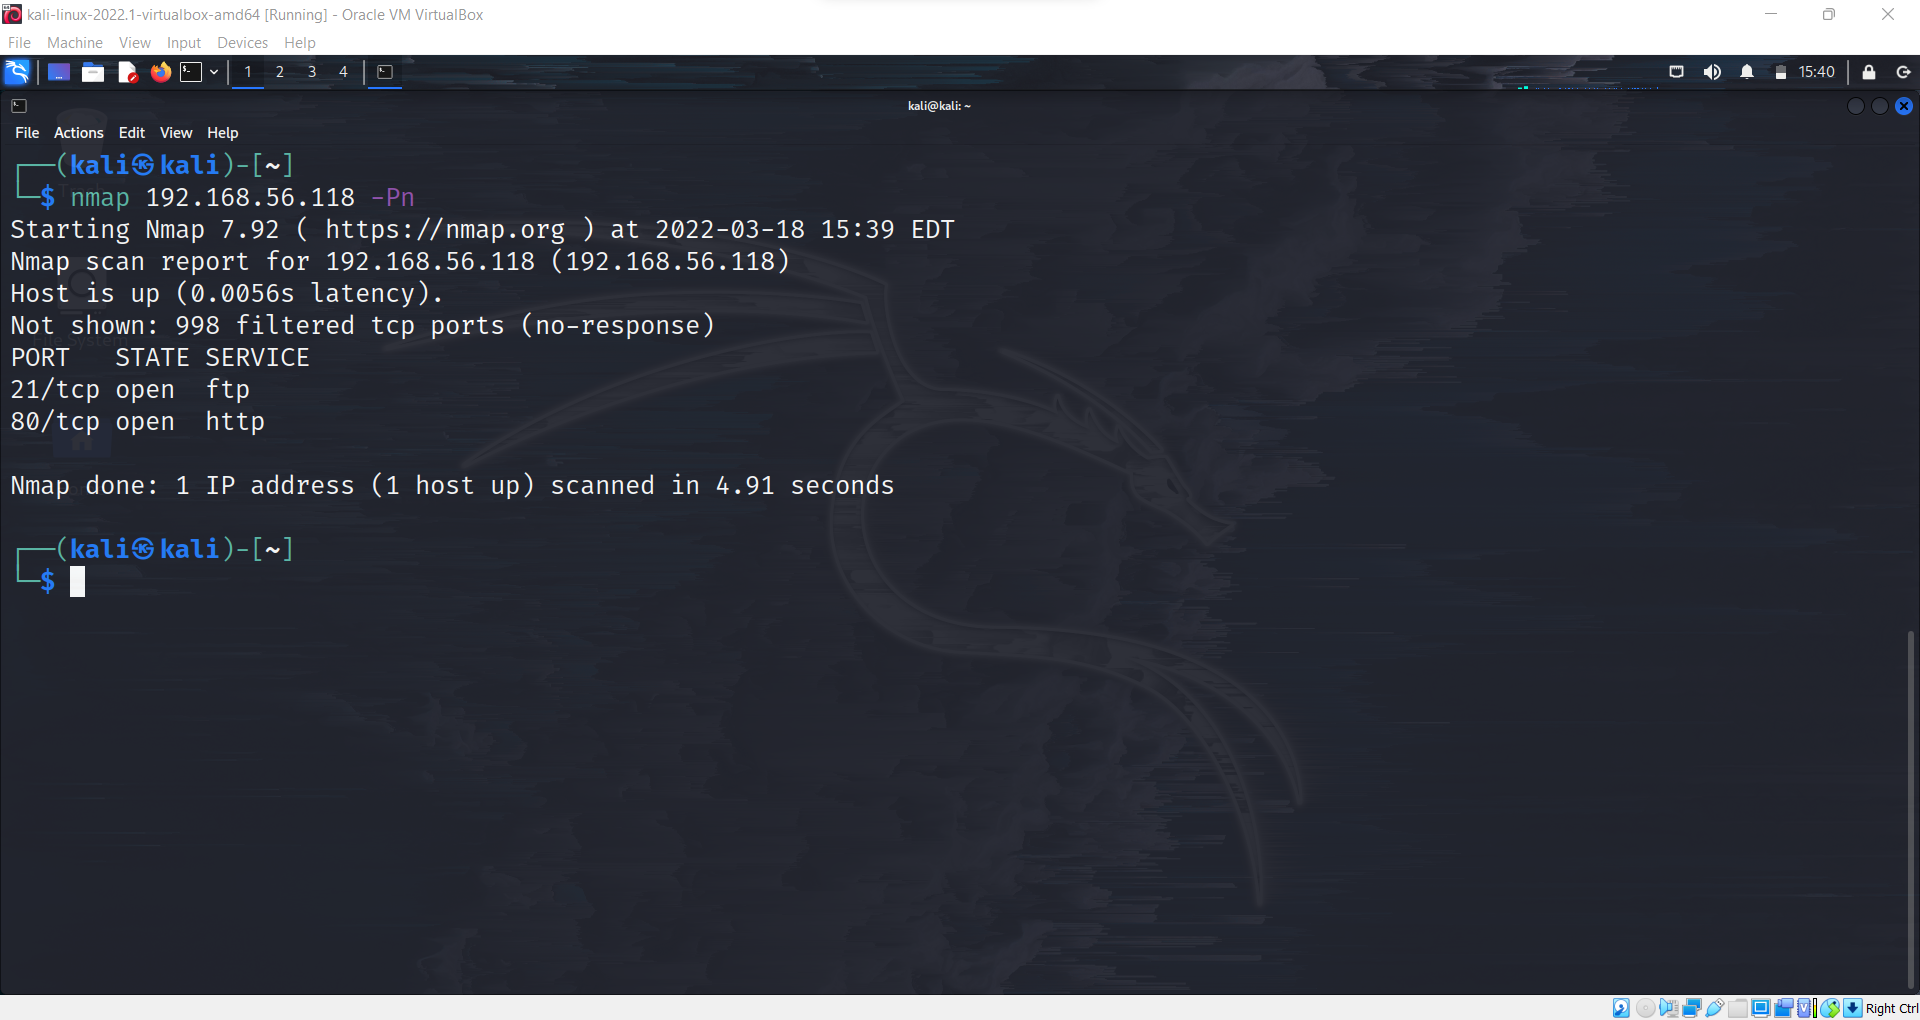 kali-linux-2022.1-virtualbox-amd64 [Running] - Oracle VM VirtualBox
File Machine View Input Devices Help
1 2 3 4 15:40
kali@kali: ~
File Actions Edit View Help
┌──(kali㉿kali)-[~]
└─$ nmap 192.168.56.118 -Pn
Starting Nmap 7.92 ( https://nmap.org ) at 2022-03-18 15:39 EDT
Nmap scan report for 192.168.56.118 (192.168.56.118)
Host is up (0.0056s latency).
Not shown: 998 filtered tcp ports (no-response)
File System
PORT   STATE SERVICE
21/tcp open  ftp
80/tcp open  http
Nmap done: 1 IP address (1 host up) scanned in 4.91 seconds
┌──(kali㉿kali)-[~]
└─$
Right Ctrl